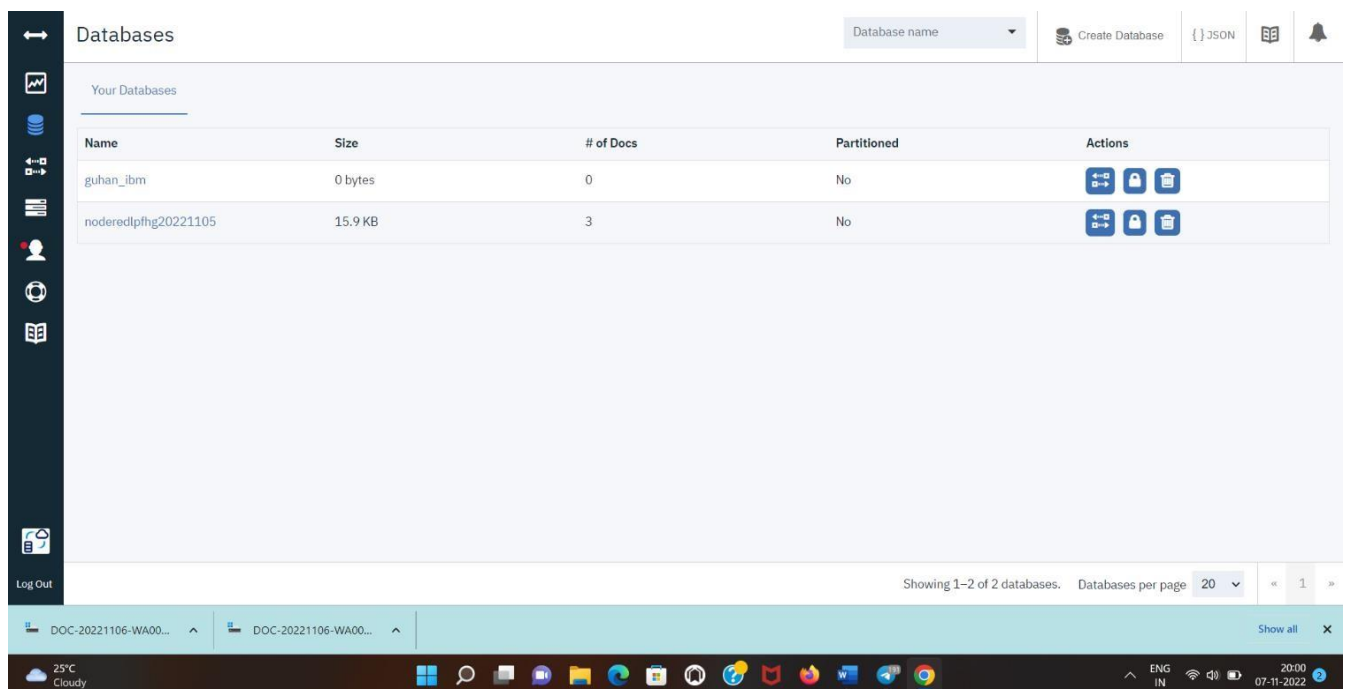 Databases
Database name
Create Database
{ } JSON
Your Databases
Name Size # of Docs Partitioned Actions
guhan_ibm 0 bytes 0 No
noderedlpfhg20221105 15.9 KB 3 No
Log Out
Showing 1–2 of 2 databases. Databases per page 20 « 1 »
DOC-20221106-WA00... DOC-20221106-WA00... Show all
25°C
Cloudy
ENG
IN
20:00
07-11-2022
2